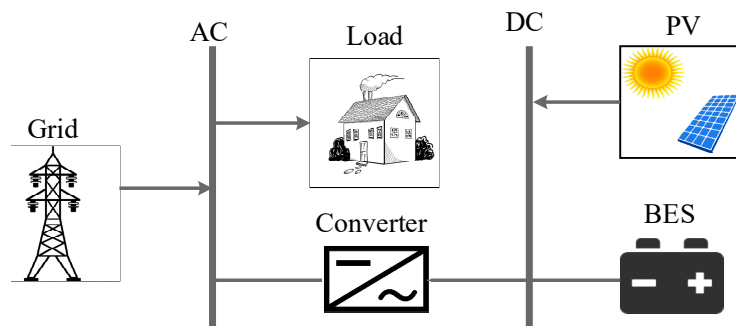 AC
Load
DC
PV
Grid
Converter
BES